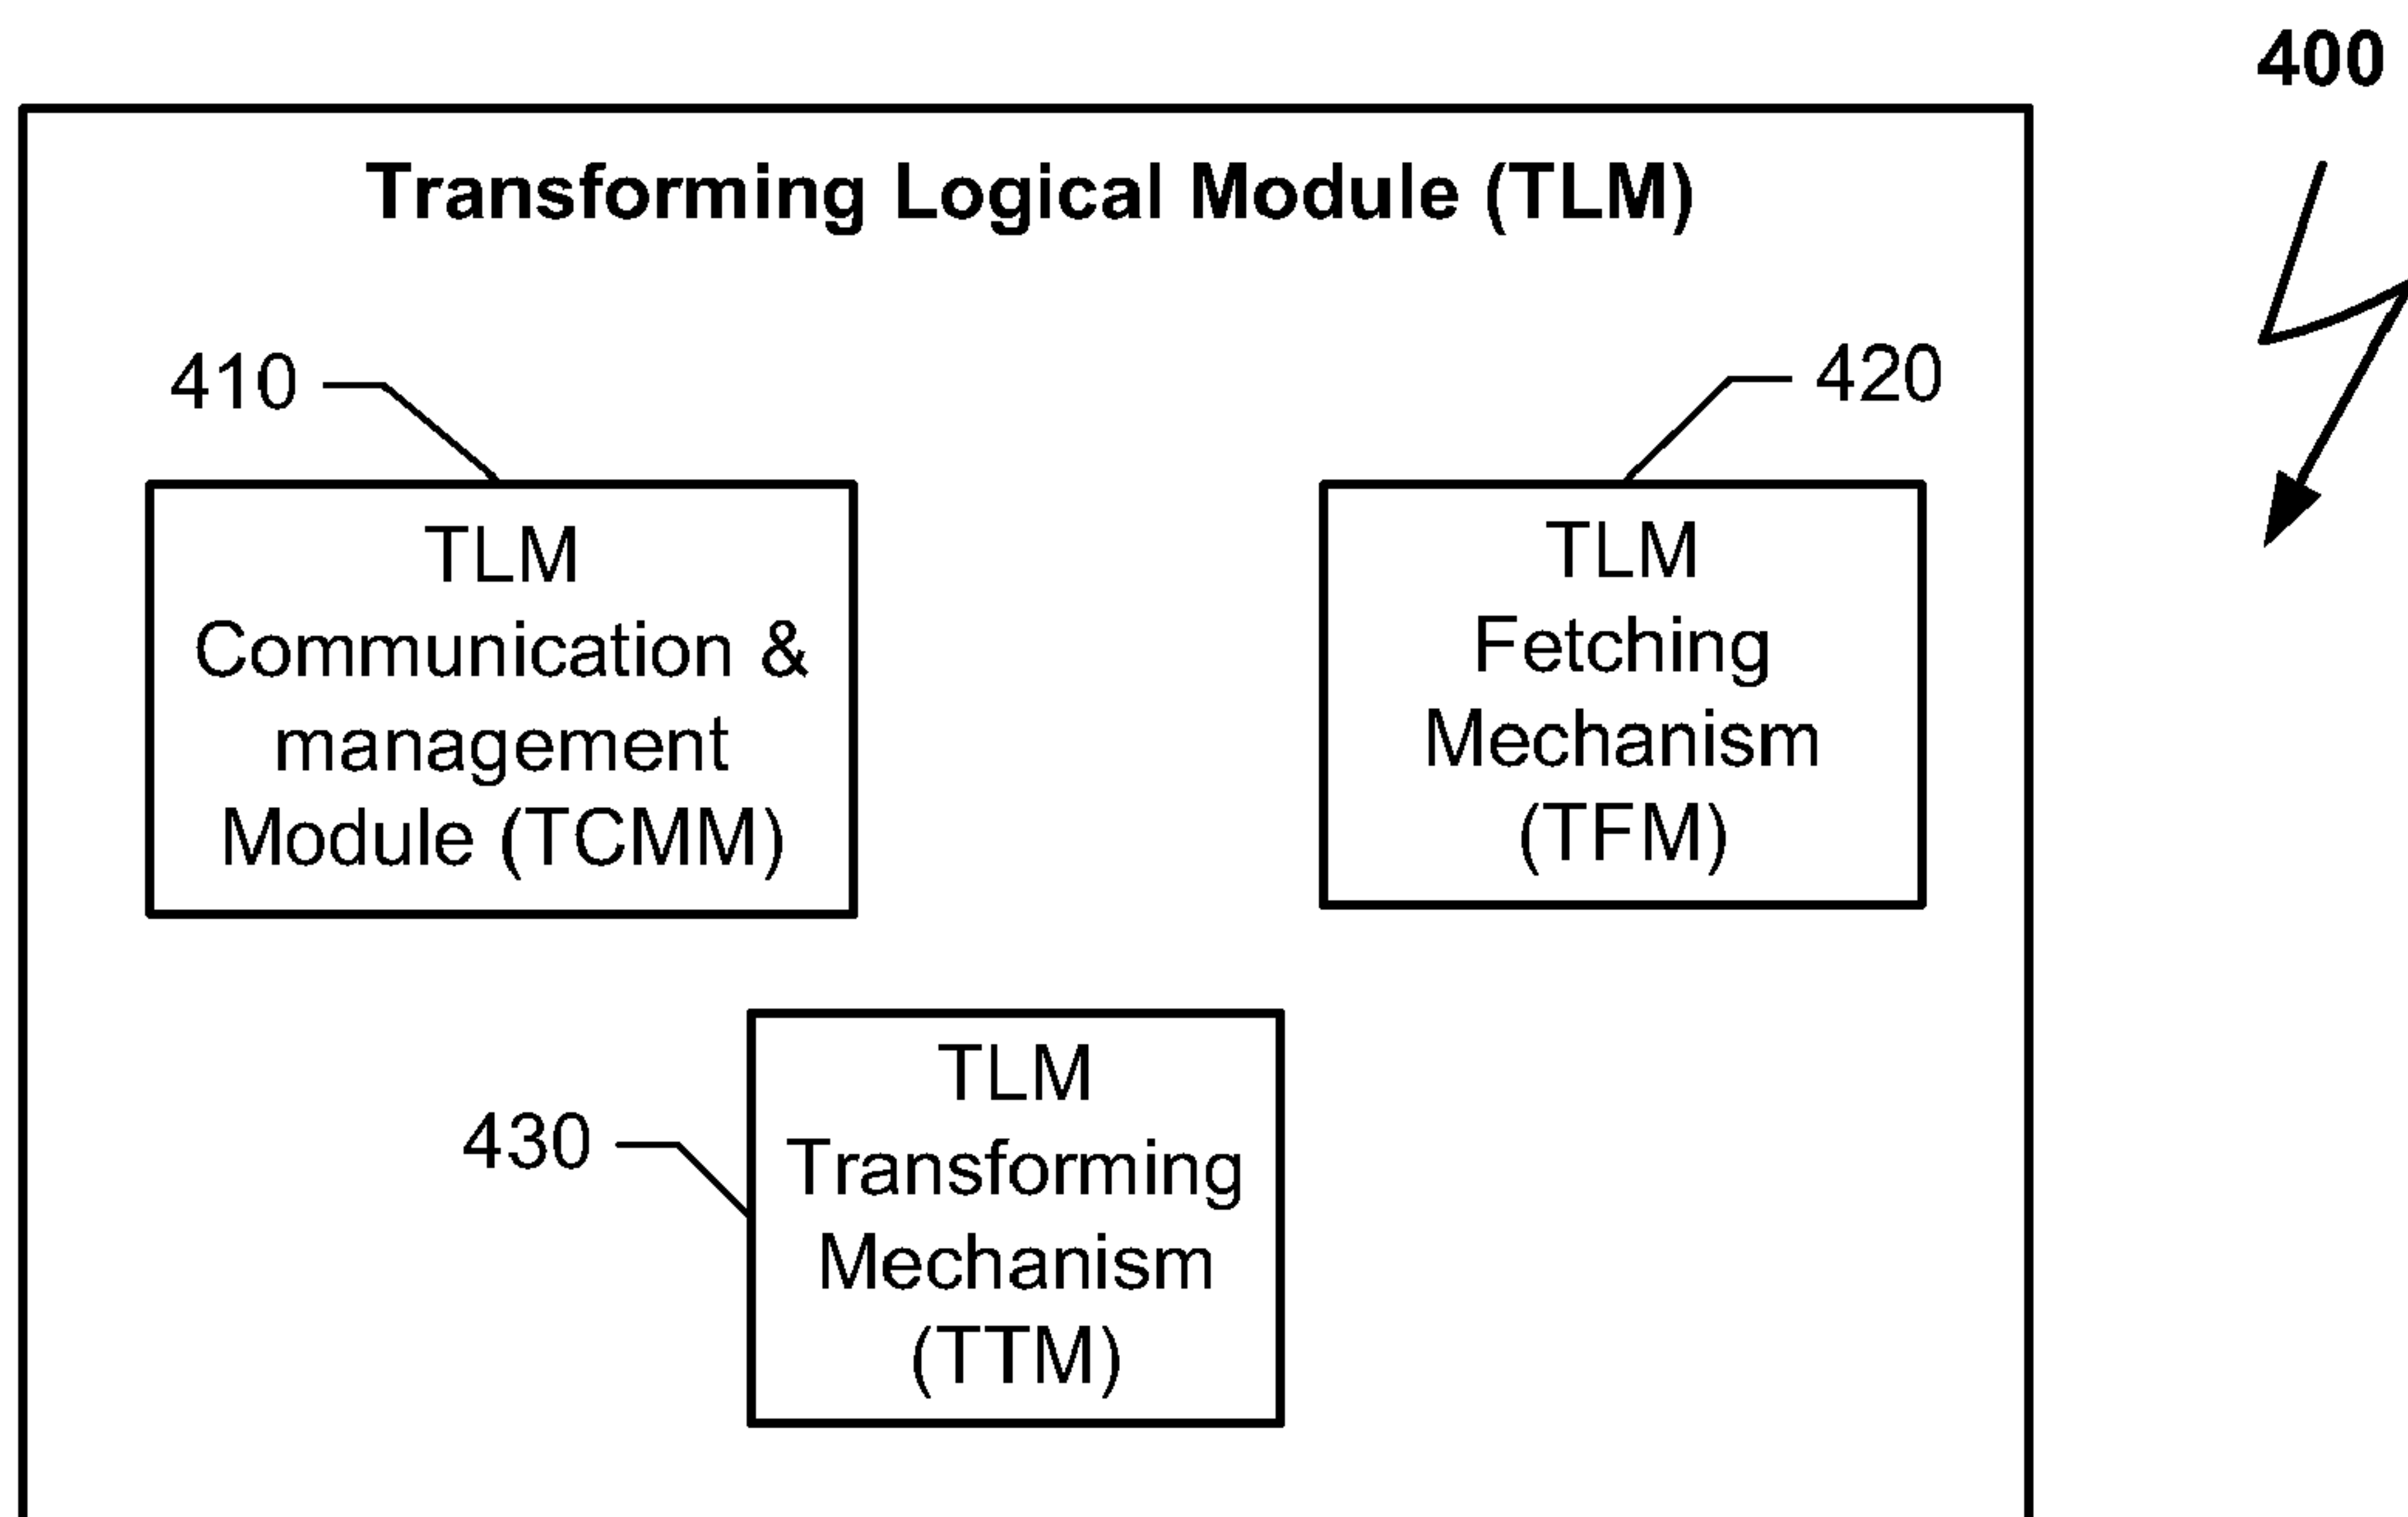 400
Transforming Logical Module (TLM)
410
420
TLM
Communication &
management
Module (TCMM)
TLM
Fetching
Mechanism
(TFM)
430
TLM
Transforming
Mechanism
(TTM)